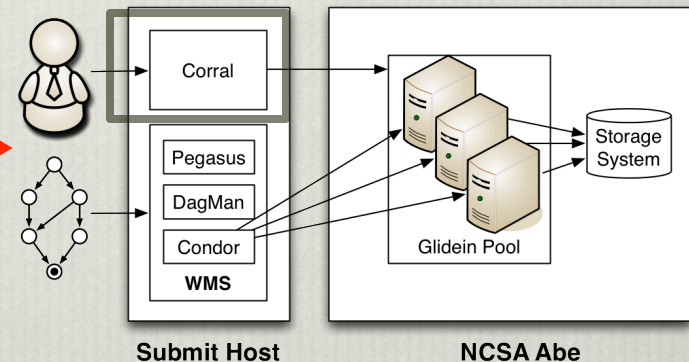 Corral
Pegasus
DagMan
Condor
WMS
Glidein Pool
Storage
System
Submit Host
NCSA Abe